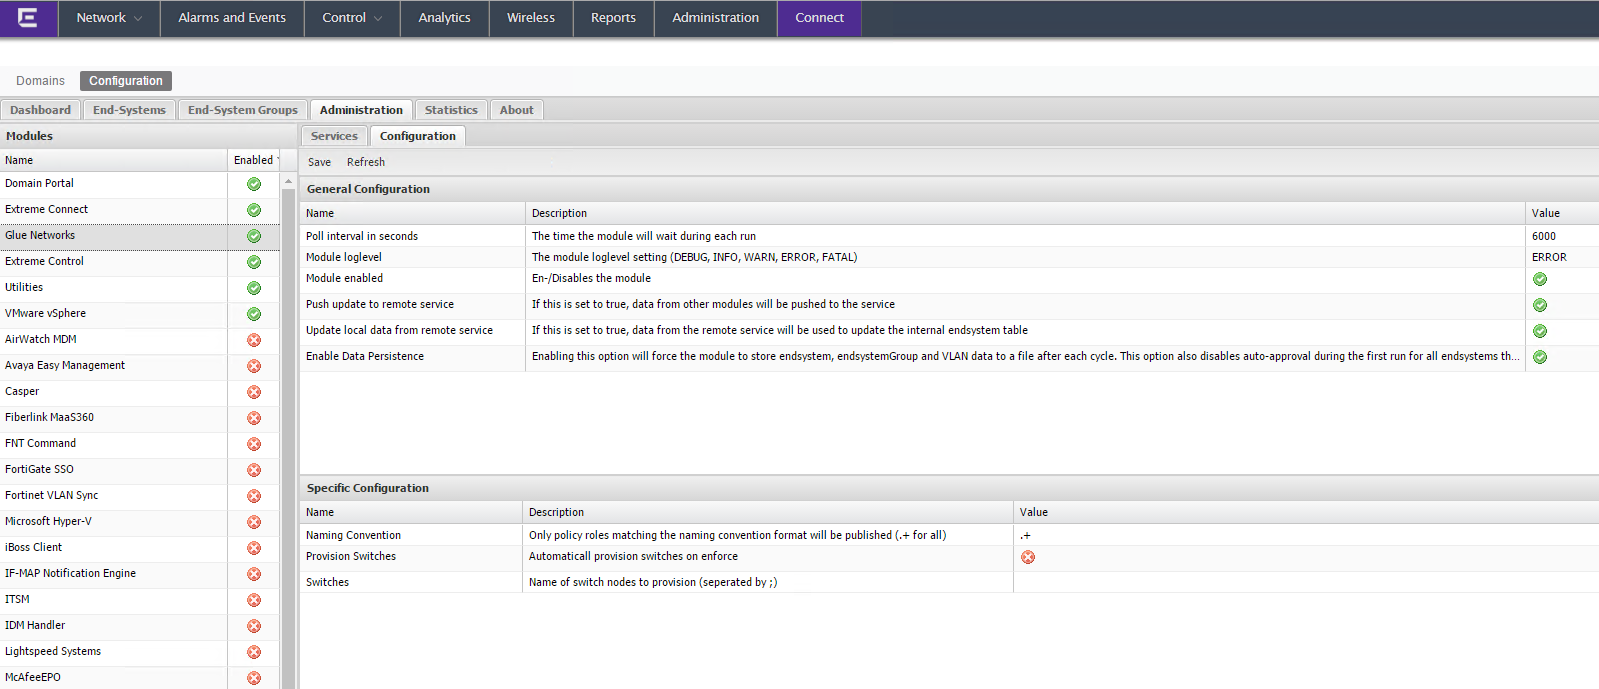 Network Alarms and Events Control Analytics Wireless Reports Administration Connect
Domains Configuration
Dashboard End-Systems End-System Groups Administration Statistics About
Modules
Name Enabled
Domain Portal
Extreme Connect
Glue Networks
Extreme Control
Utilities
VMware vSphere
AirWatch MDM
Avaya Easy Management
Casper
Fiberlink MaaS360
FNT Command
FortiGate SSO
Fortinet VLAN Sync
Microsoft Hyper-V
iBoss Client
IF-MAP Notification Engine
ITSM
IDM Handler
Lightspeed Systems
McAfeeEPO
Services Configuration
Save Refresh
General Configuration
Name Description Value
Poll interval in seconds The time the module will wait during each run 6000
Module loglevel The module loglevel setting (DEBUG, INFO, WARN, ERROR, FATAL) ERROR
Module enabled En-/Disables the module
Push update to remote service If this is set to true, data from other modules will be pushed to the service
Update local data from remote service If this is set to true, data from the remote service will be used to update the internal endsystem table
Enable Data Persistence Enabling this option will force the module to store endsystem, endsystemGroup and VLAN data to a file after each cycle. This option also disables auto-approval during the first run for all endsystems th...
Specific Configuration
Name Description Value
Naming Convention Only policy roles matching the naming convention format will be published (.+ for all) .+
Provision Switches Automaticall provision switches on enforce
Switches Name of switch nodes to provision (seperated by ;)